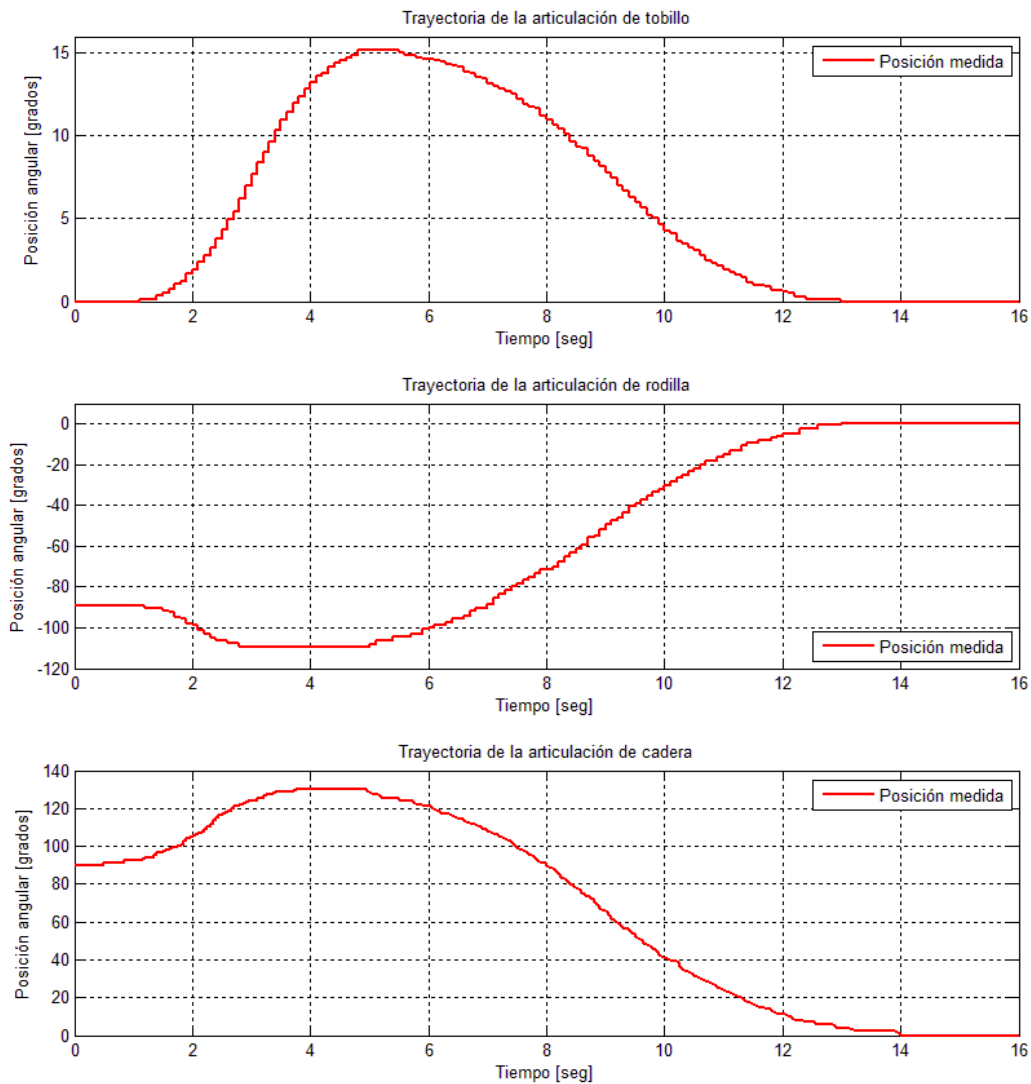 Trayectoria de la articulación de tobillo
Posición angular [grados]
15
10
5
0
Posición medida
0 2 4 6 8 10 12 14 16
Tiempo [seg]
Trayectoria de la articulación de rodilla
Posición angular [grados]
0
-20
-40
-60
-80
-100
-120
Posición medida
0 2 4 6 8 10 12 14 16
Tiempo [seg]
Trayectoria de la articulación de cadera
Posición angular [grados]
140
120
100
80
60
40
20
0
Posición medida
0 2 4 6 8 10 12 14 16
Tiempo [seg]